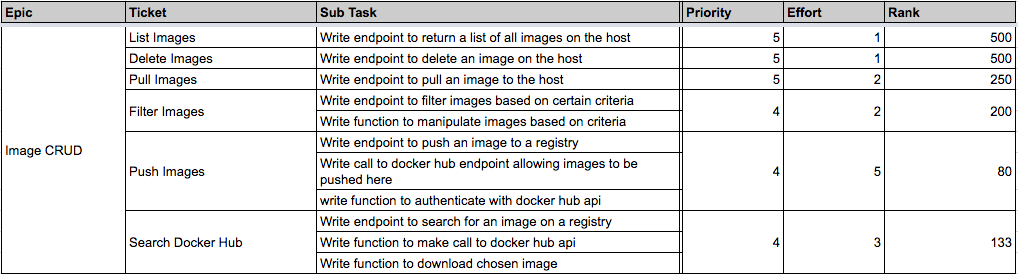 Epic Ticket Sub Task Priority Effort Rank
List Images Write endpoint to return a list of all images on the host 5 1 500
Delete Images Write endpoint to delete an image on the host 5 1 500
Pull Images Write endpoint to pull an image to the host 5 2 250
Write endpoint to filter images based on certain criteria
Filter Images 4 2 200
Write function to manipulate images based on criteria
Write endpoint to push an image to a registry
Image CRUD
Write call to docker hub endpoint allowing images to be
Push Images 4 5 80
pushed here
write function to authenticate with docker hub api
Write endpoint to search for an image on a registry
Search Docker Hub Write function to make call to docker hub api 4 3 133
Write function to download chosen image